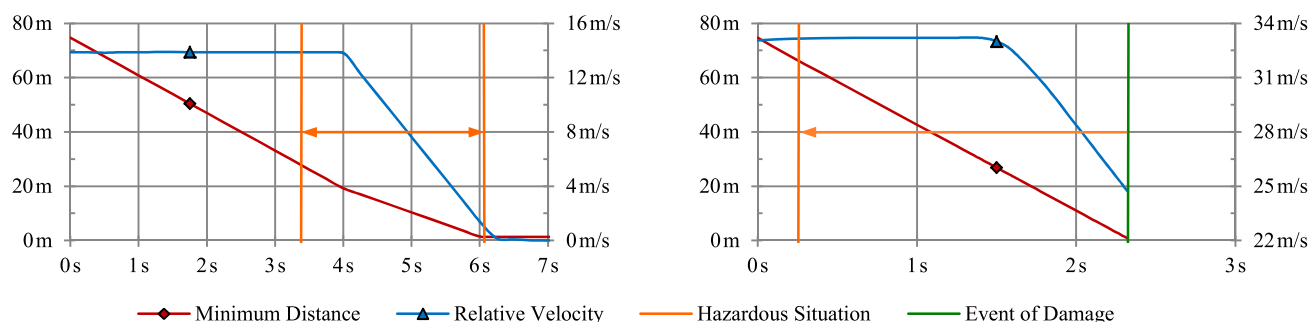 80 m 16 m/s 80 m 34 m/s
60 m 12 m/s 60 m 31 m/s
40 m 8 m/s 40 m 28 m/s
20 m 4 m/s 20 m 25 m/s
0 m 0 m/s 0 m 22 m/s
0 s 1 s 2 s 3 s 4 s 5 s 6 s 7 s 0 s 1 s 2 s 3 s
Minimum Distance Relative Velocity Hazardous Situation Event of Damage